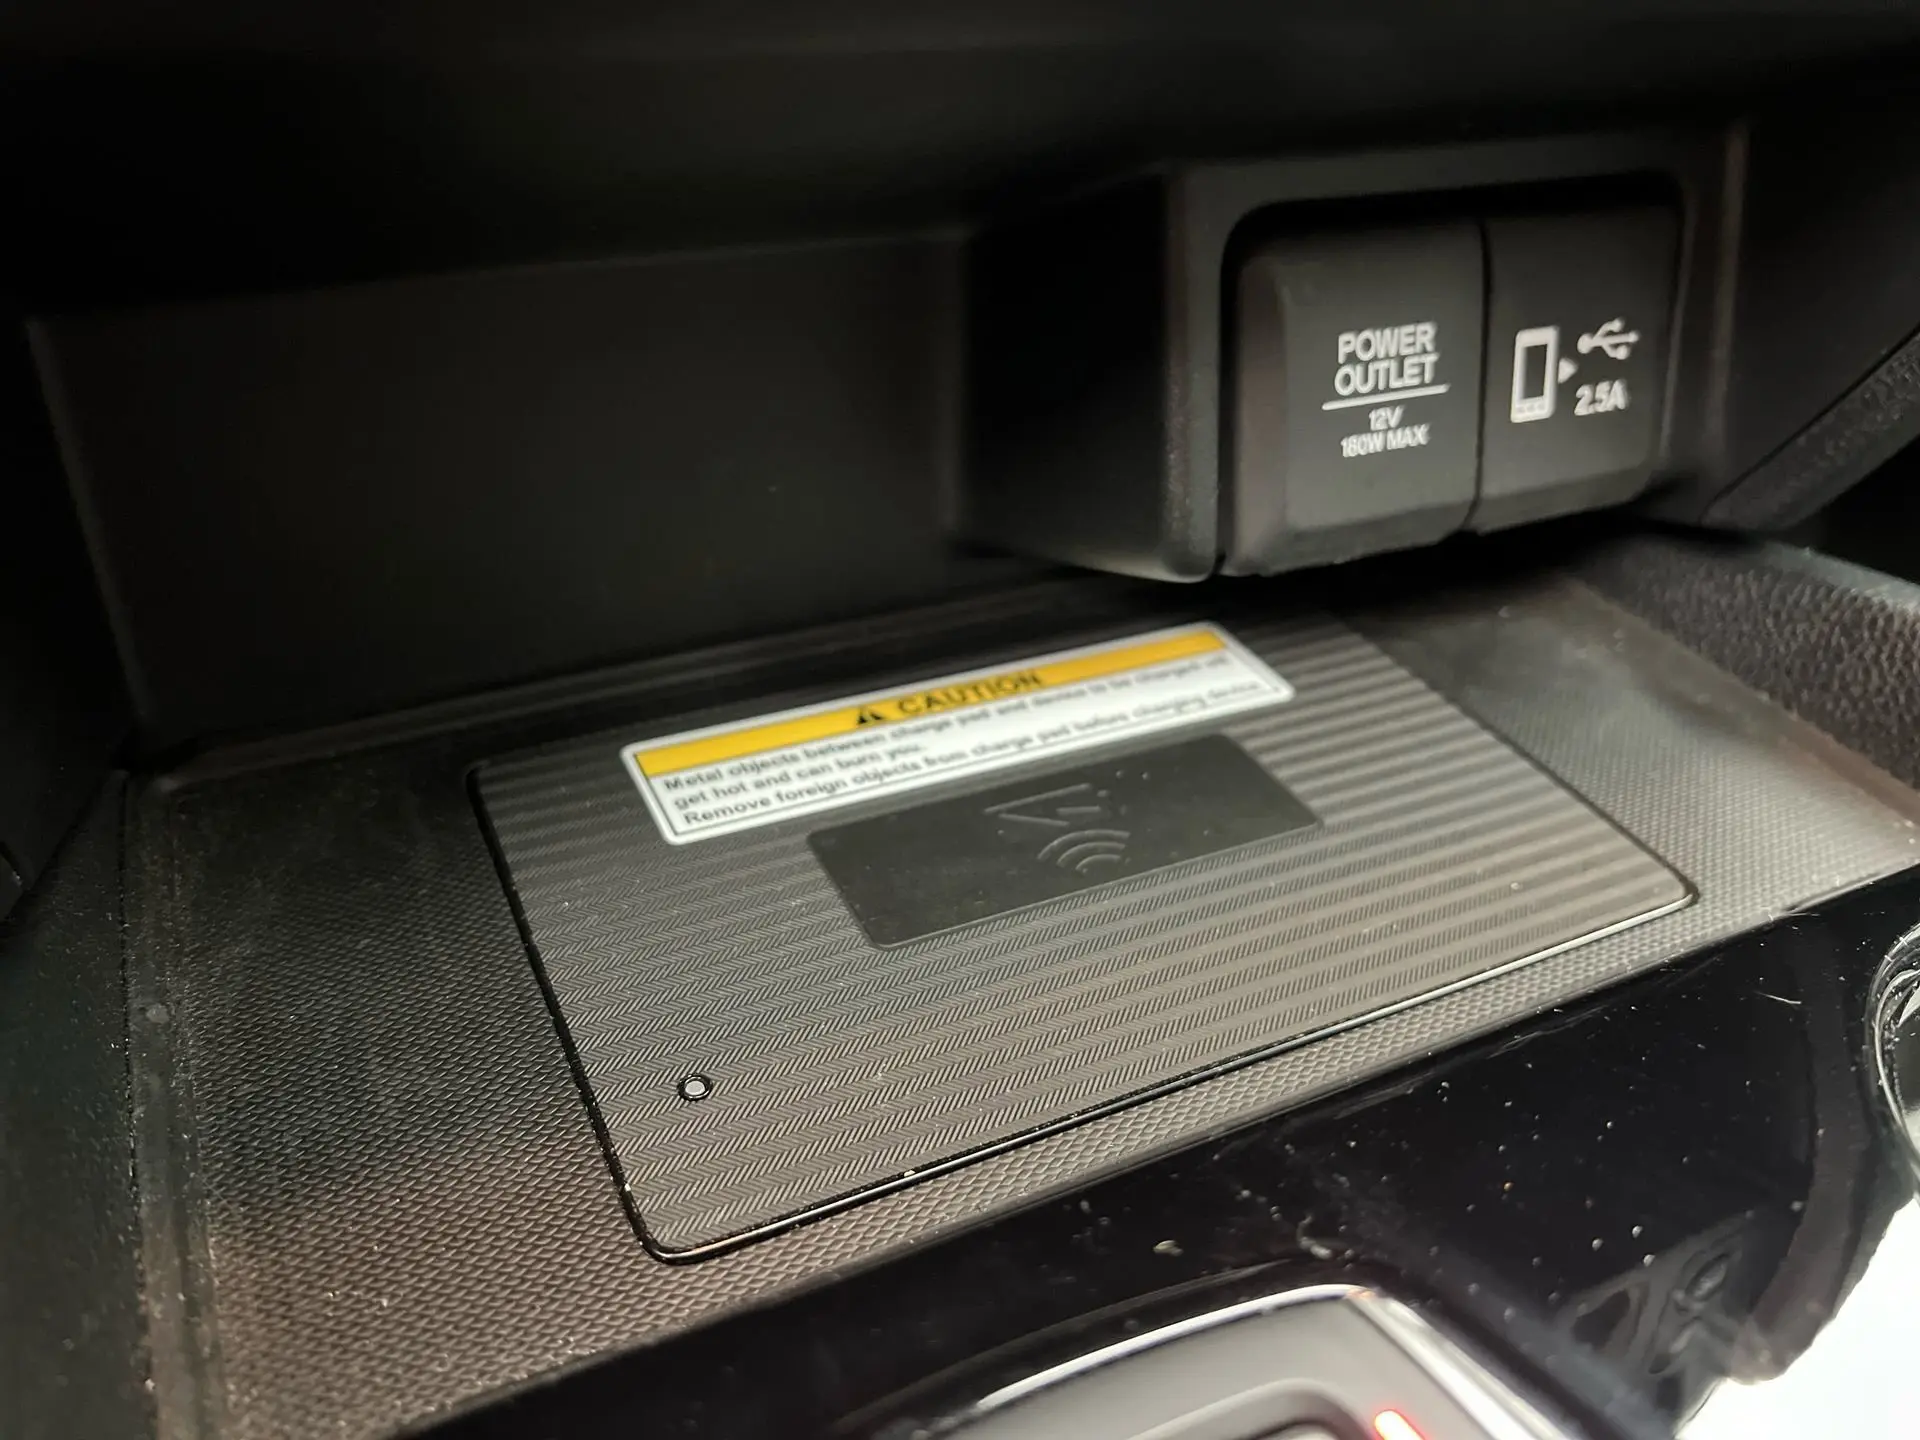 POWER
OUTLET
12V
180W MAX
2.5A
CAUTION
Metal objects between charge pad and device to be charged will
get hot and can burn you.
Remove foreign objects from charge pad before charging device.